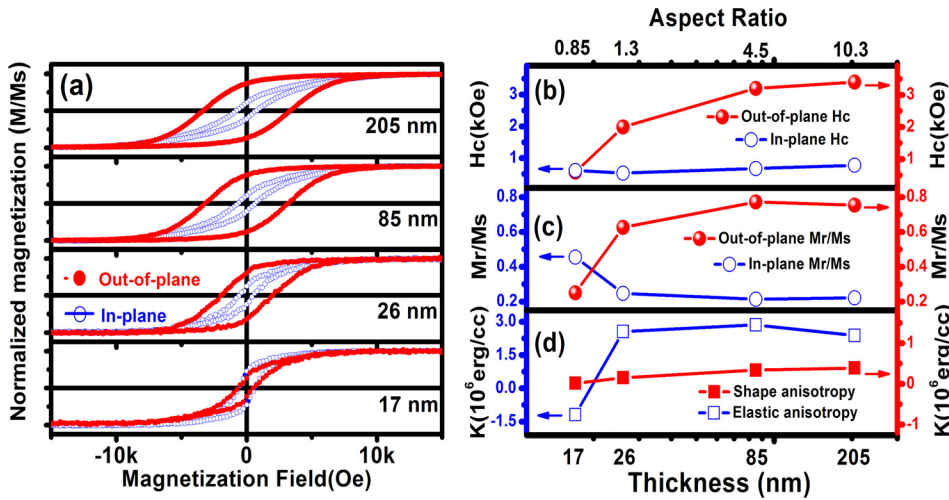 Normalized magnetization (M/Ms)
(a)
205 nm
85 nm
Out-of-plane
In-plane
26 nm
17 nm
-10k 0 10k
Magnetization Field(Oe)
Aspect Ratio
0.85 1.3 4.5 10.3
(b)
Hc(kOe)
3
2
1
Out-of-plane Hc
In-plane Hc
3
2
1
Hc(kOe)
(c)
Mr/Ms
0.8
0.6
0.4
0.2
Out-of-plane Mr/Ms
In-plane Mr/Ms
0.8
0.6
0.4
0.2
Mr/Ms
(d)
K(10⁶erg/cc)
3.0
1.5
0.0
-1.5
Shape anisotropy
Elastic anisotropy
1
0
-1
K(10⁶erg/cc)
17 26 85 205
Thickness (nm)